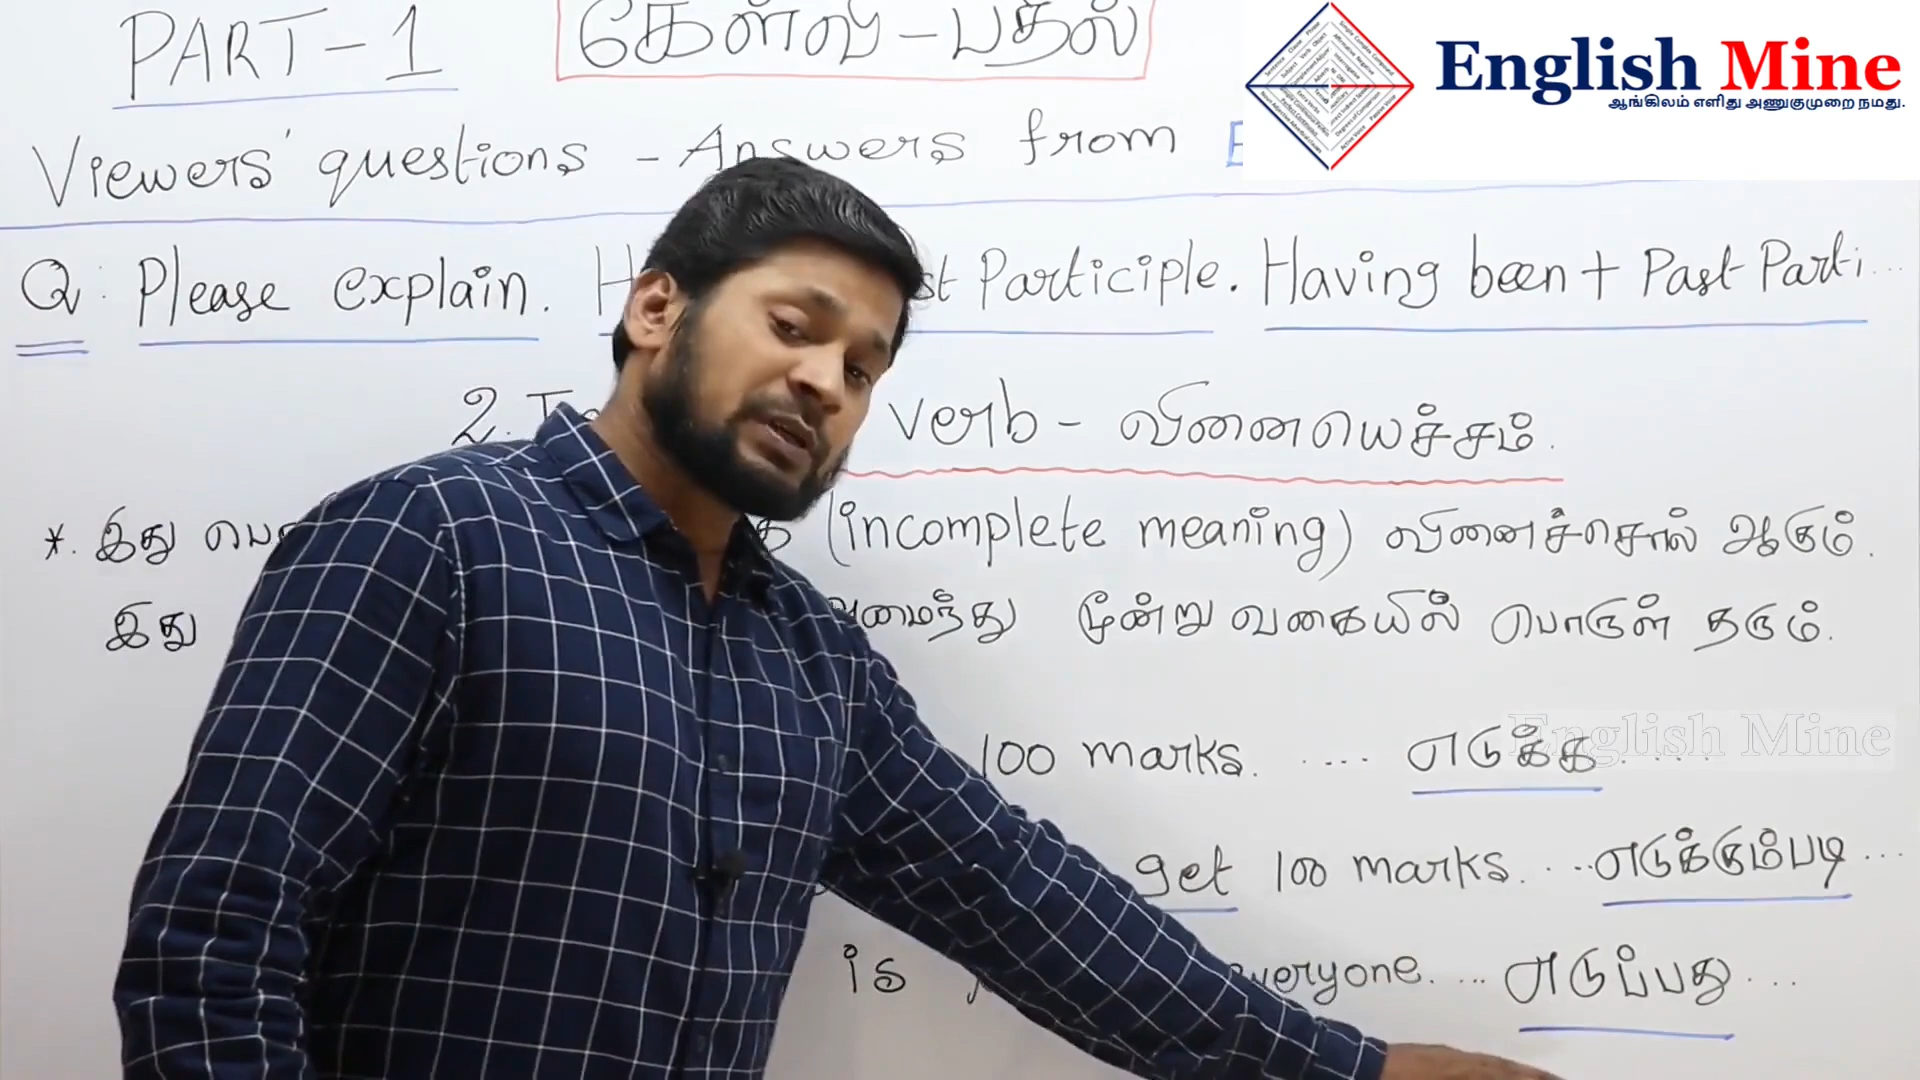 PART-1 கேள்வி-பதில்
English Mine
ஆங்கிலம் எளிது அணுகுமுறை நமது.
Viewers' questions - Answers from E
Q: Please explain. H st Participle. Having been + Past Parti...
2. verb - வினையெச்சம்.
*. இது (incomplete meaning) வினைச்சொல் ஆகும்.
இது அமைந்து மூன்று வகையில் பொருள் தரும்.
100 marks. .... எடுக்க .....
English Mine
get 100 marks. ... எடுக்கும்படி ...
is everyone. ... எடுப்பது ...